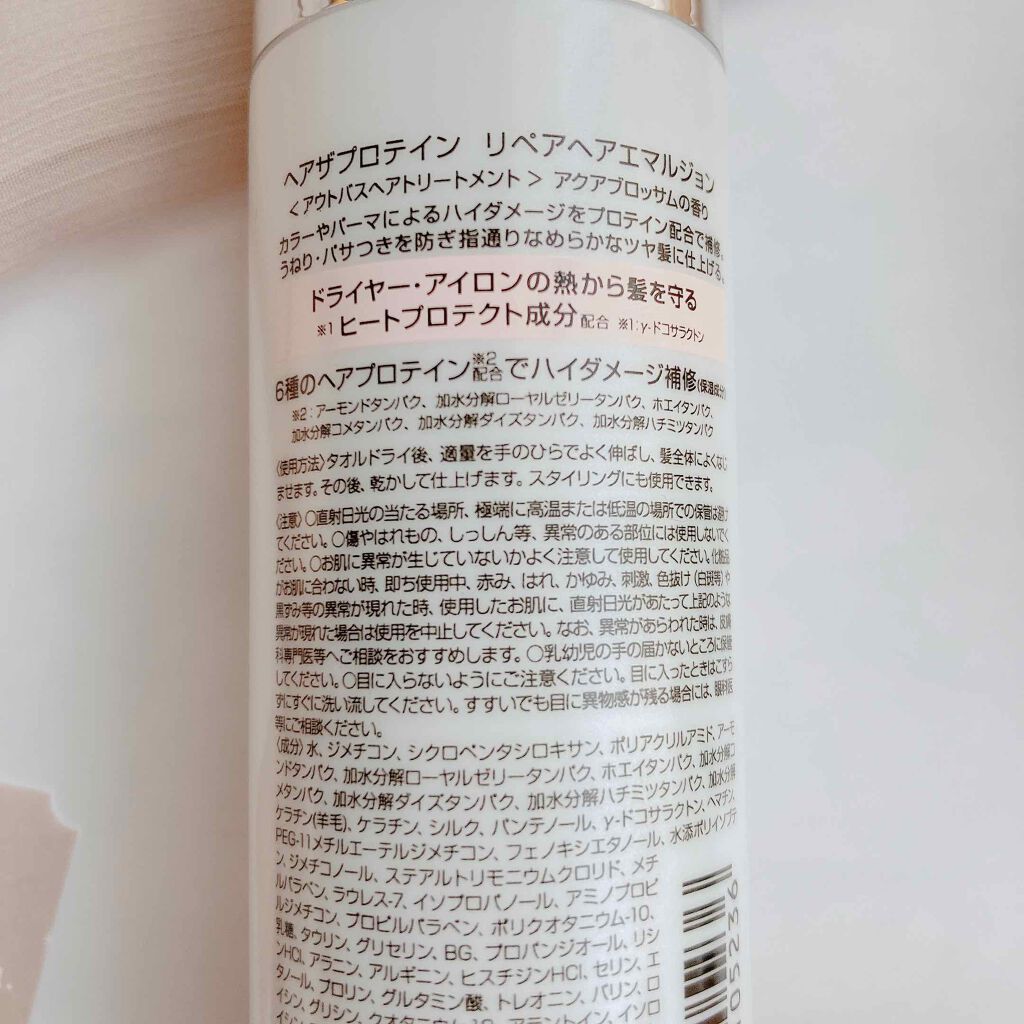 ヘアザプロテイン リペアヘアエマルジョン
＜アウトバスヘアトリートメント＞ アクアブロッサムの香り
カラーやパーマによるハイダメージをプロテイン配合で補修。
うねり・パサつきを防ぎ指通りなめらかなツヤ髪に仕上げる。
ドライヤー・アイロンの熱から髪を守る
※1 ヒートプロテクト成分 配合 ※1：γ-ドコサラクトン
6種のヘアプロテイン※2配合でハイダメージ補修(保湿成分)
※2：アーモンドタンパク、加水分解ローヤルゼリータンパク、ホエイタンパク、
加水分解コメタンパク、加水分解ダイズタンパク、加水分解ハチミツタンパク
〈使用方法〉タオルドライ後、適量を手のひらでよく伸ばし、髪全体によくなじ
ませます。その後、乾かして仕上げます。スタイリングにも使用できます。
〈注意〉○直射日光の当たる場所、極端に高温または低温の場所での保管は避け
てください。○傷やはれもの、しっしん等、異常のある部位には使用しないでく
ださい。○お肌に異常が生じていないかよく注意して使用してください。化粧品
がお肌に合わない時、即ち使用中、赤み、はれ、かゆみ、刺激、色抜け（白斑等）や
黒ずみ等の異常が現れた時、使用したお肌に、直射日光があたって上記のような
異常が現れた場合は使用を中止してください。なお、異常があらわれた時は、皮膚
科専門医等へご相談をおすすめします。○乳幼児の手の届かないところに保管
してください。○目に入らないようにご注意ください。目に入ったときはこすら
ずにすぐに洗い流してください。すすいでも目に異物感が残る場合には、眼科医
等にご相談ください。
〈成分〉水、ジメチコン、シクロペンタシロキサン、ポリアクリルアミド、アーモ
ンドタンパク、加水分解ローヤルゼリータンパク、ホエイタンパク、加水分解コ
メタンパク、加水分解ダイズタンパク、加水分解ハチミツタンパク、加水分解
ケラチン(羊毛)、ケラチン、シルク、パンテノール、γ-ドコサラクトン、ヘマチン、
PEG-11メチルエーテルジメチコン、フェノキシエタノール、水添ポリイソブテ
ン、ジメチコノール、ステアルトリモニウムクロリド、メチ
ルパラベン、ラウレス-7、イソプロパノール、アミノプロピ
ルジメチコン、プロピルパラベン、ポリクオタニウム-10、
乳糖、タウリン、グリセリン、BG、プロパンジオール、リシ
ンHCl、アラニン、アルギニン、ヒスチジンHCl、セリン、エ
タノール、プロリン、グルタミン酸、トレオニン、バリン、ロ
イシン、グリシン、クオタニウム-18、アラントイン、イソロ
105236